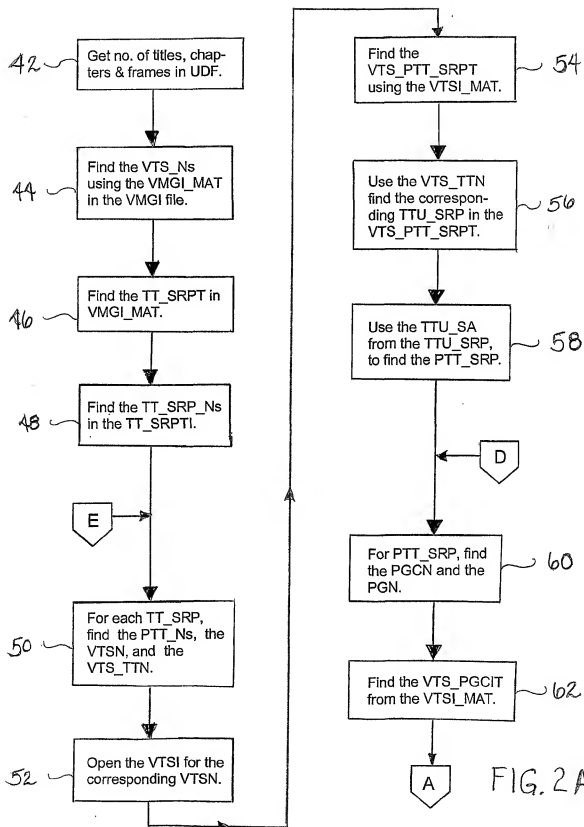 42
Get no. of titles, chap-
ters & frames in UDF.
44
Find the VTS_Ns
using the VMGI_MAT
in the VMGI file.
46
Find the TT_SRPT in
VMGI_MAT.
48
Find the TT_SRP_Ns
in the TT_SRPTI.
E
50
For each TT_SRP,
find the PTT_Ns, the
VTSN, and the
VTS_TTN.
52
Open the VTSI for the
corresponding VTSN.
Find the
VTS_PTT_SRPT
using the VTSI_MAT.
54
Use the VTS_TTN
find the correspon-
ding TTU_SRP in the
VTS_PTT_SRPT.
56
Use the TTU_SA
from the TTU_SRP,
to find the PTT_SRP.
58
D
For PTT_SRP, find
the PGCN and the
PGN.
60
Find the VTS_PGCIT
from the VTSI_MAT.
62
A
FIG. 2A